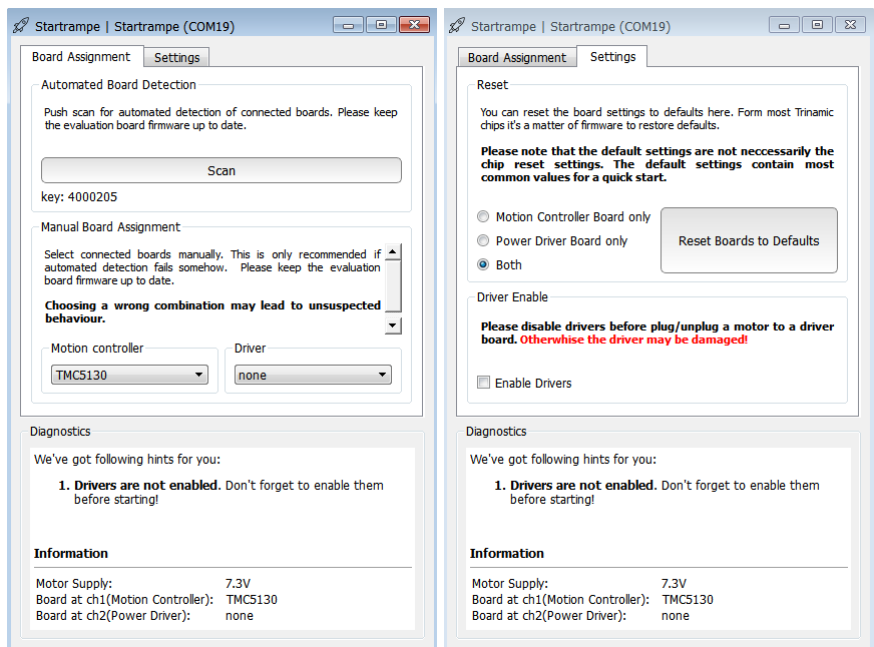 Startrampe | Startrampe (COM19)
Board Assignment
Settings
Automated Board Detection
Push scan for automated detection of connected boards. Please keep
the evaluation board firmware up to date.
Scan
key: 4000205
Manual Board Assignment
Select connected boards manually. This is only recommended if
automated detection fails somehow. Please keep the evaluation
board firmware up to date.
Choosing a wrong combination may lead to unsuspected
behaviour.
Motion controller
Driver
TMC5130
none
Diagnostics
We've got following hints for you:
1. Drivers are not enabled. Don't forget to enable them
before starting!
Information
Motor Supply: 7.3V
Board at ch1(Motion Controller): TMC5130
Board at ch2(Power Driver): none
Startrampe | Startrampe (COM19)
Board Assignment
Settings
Reset
You can reset the board settings to defaults here. Form most Trinamic
chips it's a matter of firmware to restore defaults.
Please note that the default settings are not neccessarily the
chip reset settings. The default settings contain most
common values for a quick start.
Motion Controller Board only
Power Driver Board only
Both
Reset Boards to Defaults
Driver Enable
Please disable drivers before plug/unplug a motor to a driver
board. Otherwhise the driver may be damaged!
Enable Drivers
Diagnostics
We've got following hints for you:
1. Drivers are not enabled. Don't forget to enable them
before starting!
Information
Motor Supply: 7.3V
Board at ch1(Motion Controller): TMC5130
Board at ch2(Power Driver): none